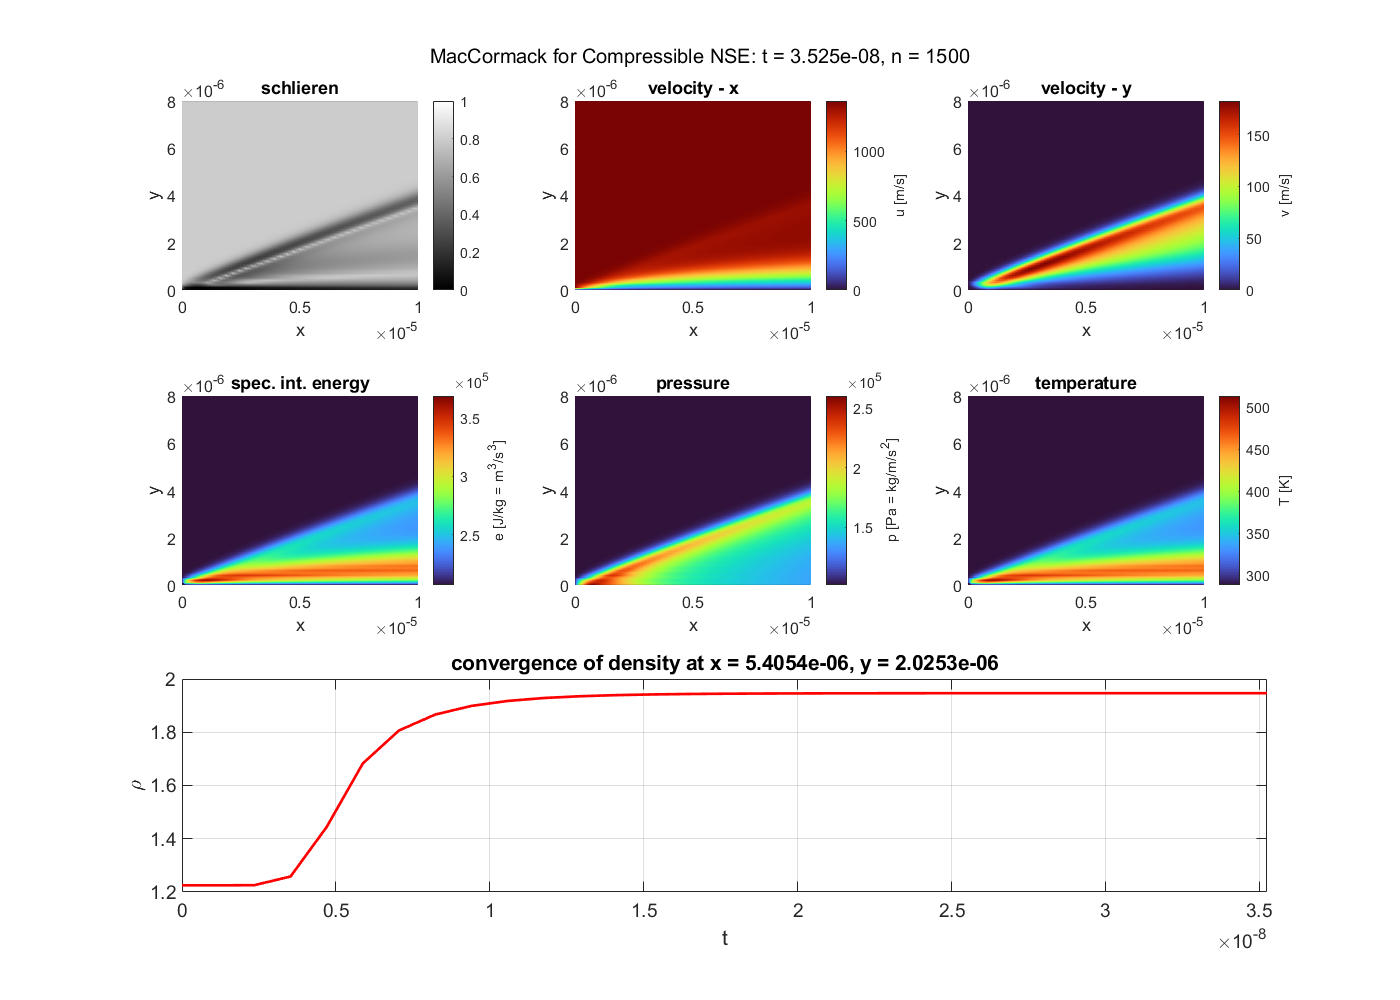 MacCormack for Compressible NSE: t = 3.525e-08, n = 1500
×10⁻⁶ schlieren
8
6
4
2
0
y
0 0.5 1
x ×10⁻⁵
1
0.8
0.6
0.4
0.2
0
×10⁻⁶ velocity - x
8
6
4
2
0
y
0 0.5 1
x ×10⁻⁵
1000
500
0
u [m/s]
×10⁻⁶ velocity - y
8
6
4
2
0
y
0 0.5 1
x ×10⁻⁵
150
100
50
0
v [m/s]
×10⁻⁶ spec. int. energy
8
6
4
2
0
y
0 0.5 1
x ×10⁻⁵
×10⁵
3.5
3
2.5
e [J/kg = m³/s³]
×10⁻⁶ pressure
8
6
4
2
0
y
0 0.5 1
x ×10⁻⁵
×10⁵
2.5
2
1.5
p [Pa = kg/m/s²]
×10⁻⁶ temperature
8
6
4
2
0
y
0 0.5 1
x ×10⁻⁵
500
450
400
350
300
T [K]
convergence of density at x = 5.4054e-06, y = 2.0253e-06
2
1.8
1.6
1.4
1.2
ρ
0 0.5 1 1.5 2 2.5 3 3.5
t ×10⁻⁸